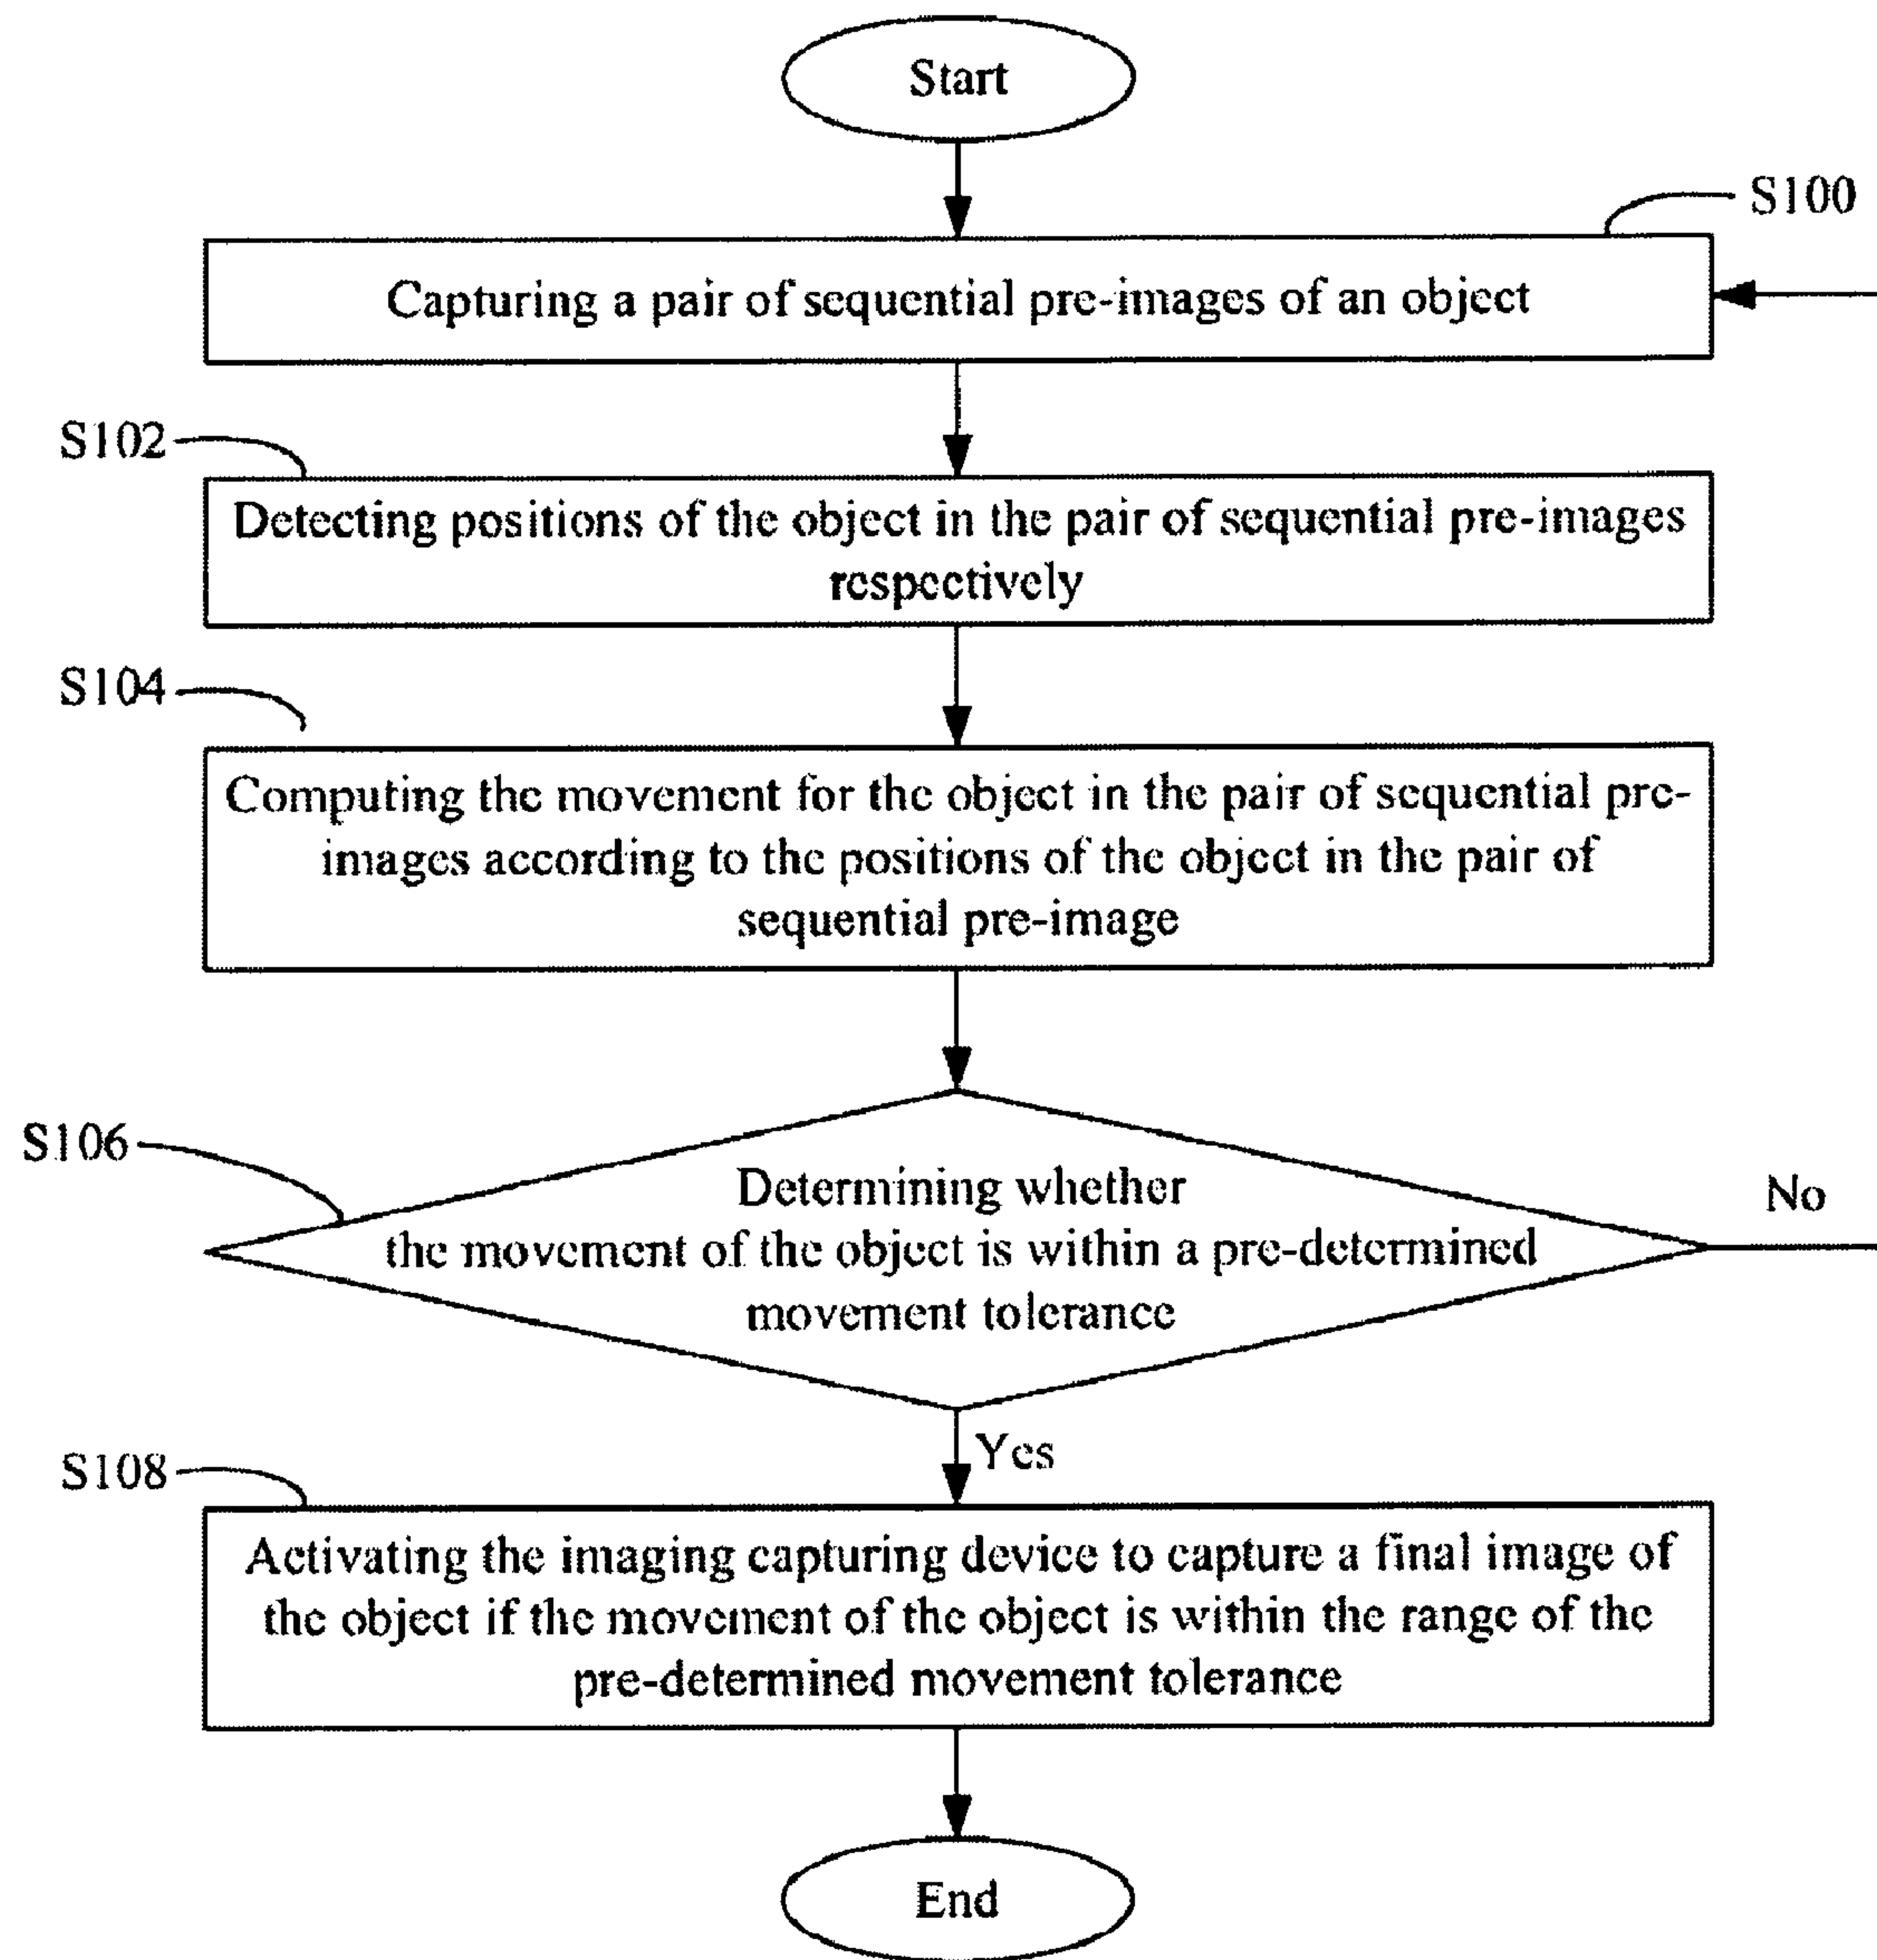 Start
S100
Capturing a pair of sequential pre-images of an object
S102
Detecting positions of the object in the pair of sequential pre-images
respectively
S104
Computing the movement for the object in the pair of sequential pre-
images according to the positions of the object in the pair of
sequential pre-image
S106
Determining whether
the movement of the object is within a pre-determined
movement tolerance
No
Yes
S108
Activating the imaging capturing device to capture a final image of
the object if the movement of the object is within the range of the
pre-determined movement tolerance
End